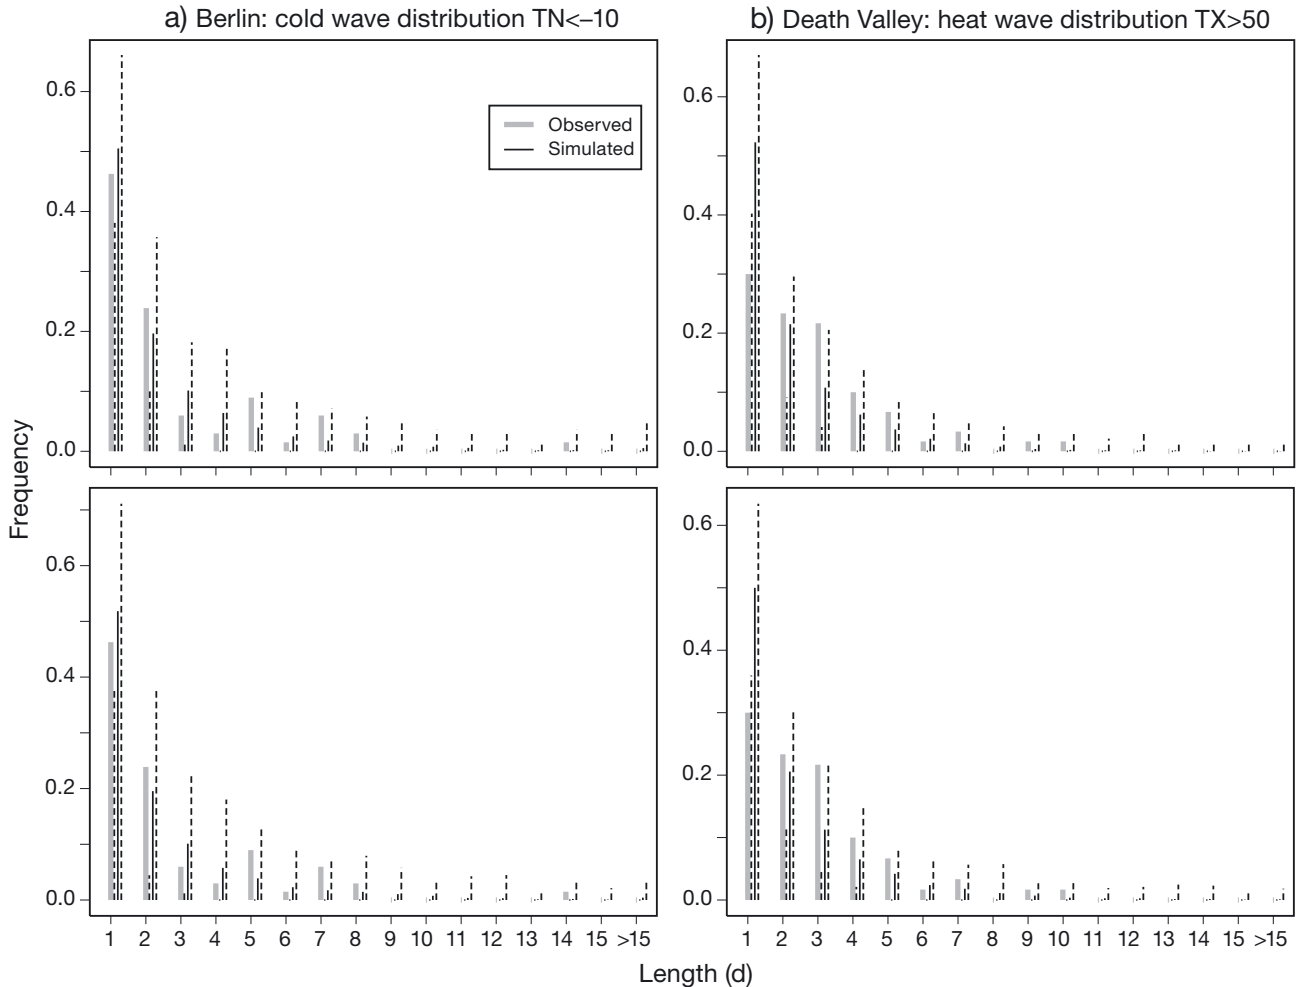 a) Berlin: cold wave distribution TN<–10
b) Death Valley: heat wave distribution TX>50
Observed
Simulated
0.6
0.4
0.2
0.0
0.6
0.4
0.2
0.0
0.6
0.4
0.2
0.0
0.6
0.4
0.2
0.0
Frequency
1 2 3 4 5 6 7 8 9 10 11 12 13 14 15 >15
1 2 3 4 5 6 7 8 9 10 11 12 13 14 15 >15
Length (d)